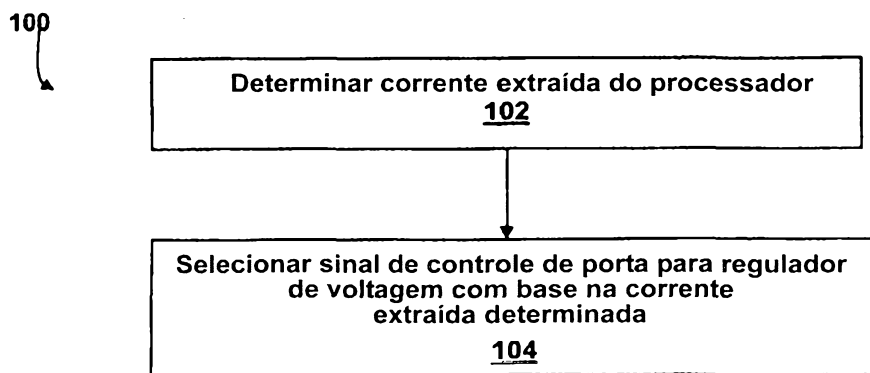 100
Determinar corrente extraída do processador
102
Selecionar sinal de controle de porta para regulador
de voltagem com base na corrente
extraída determinada
104